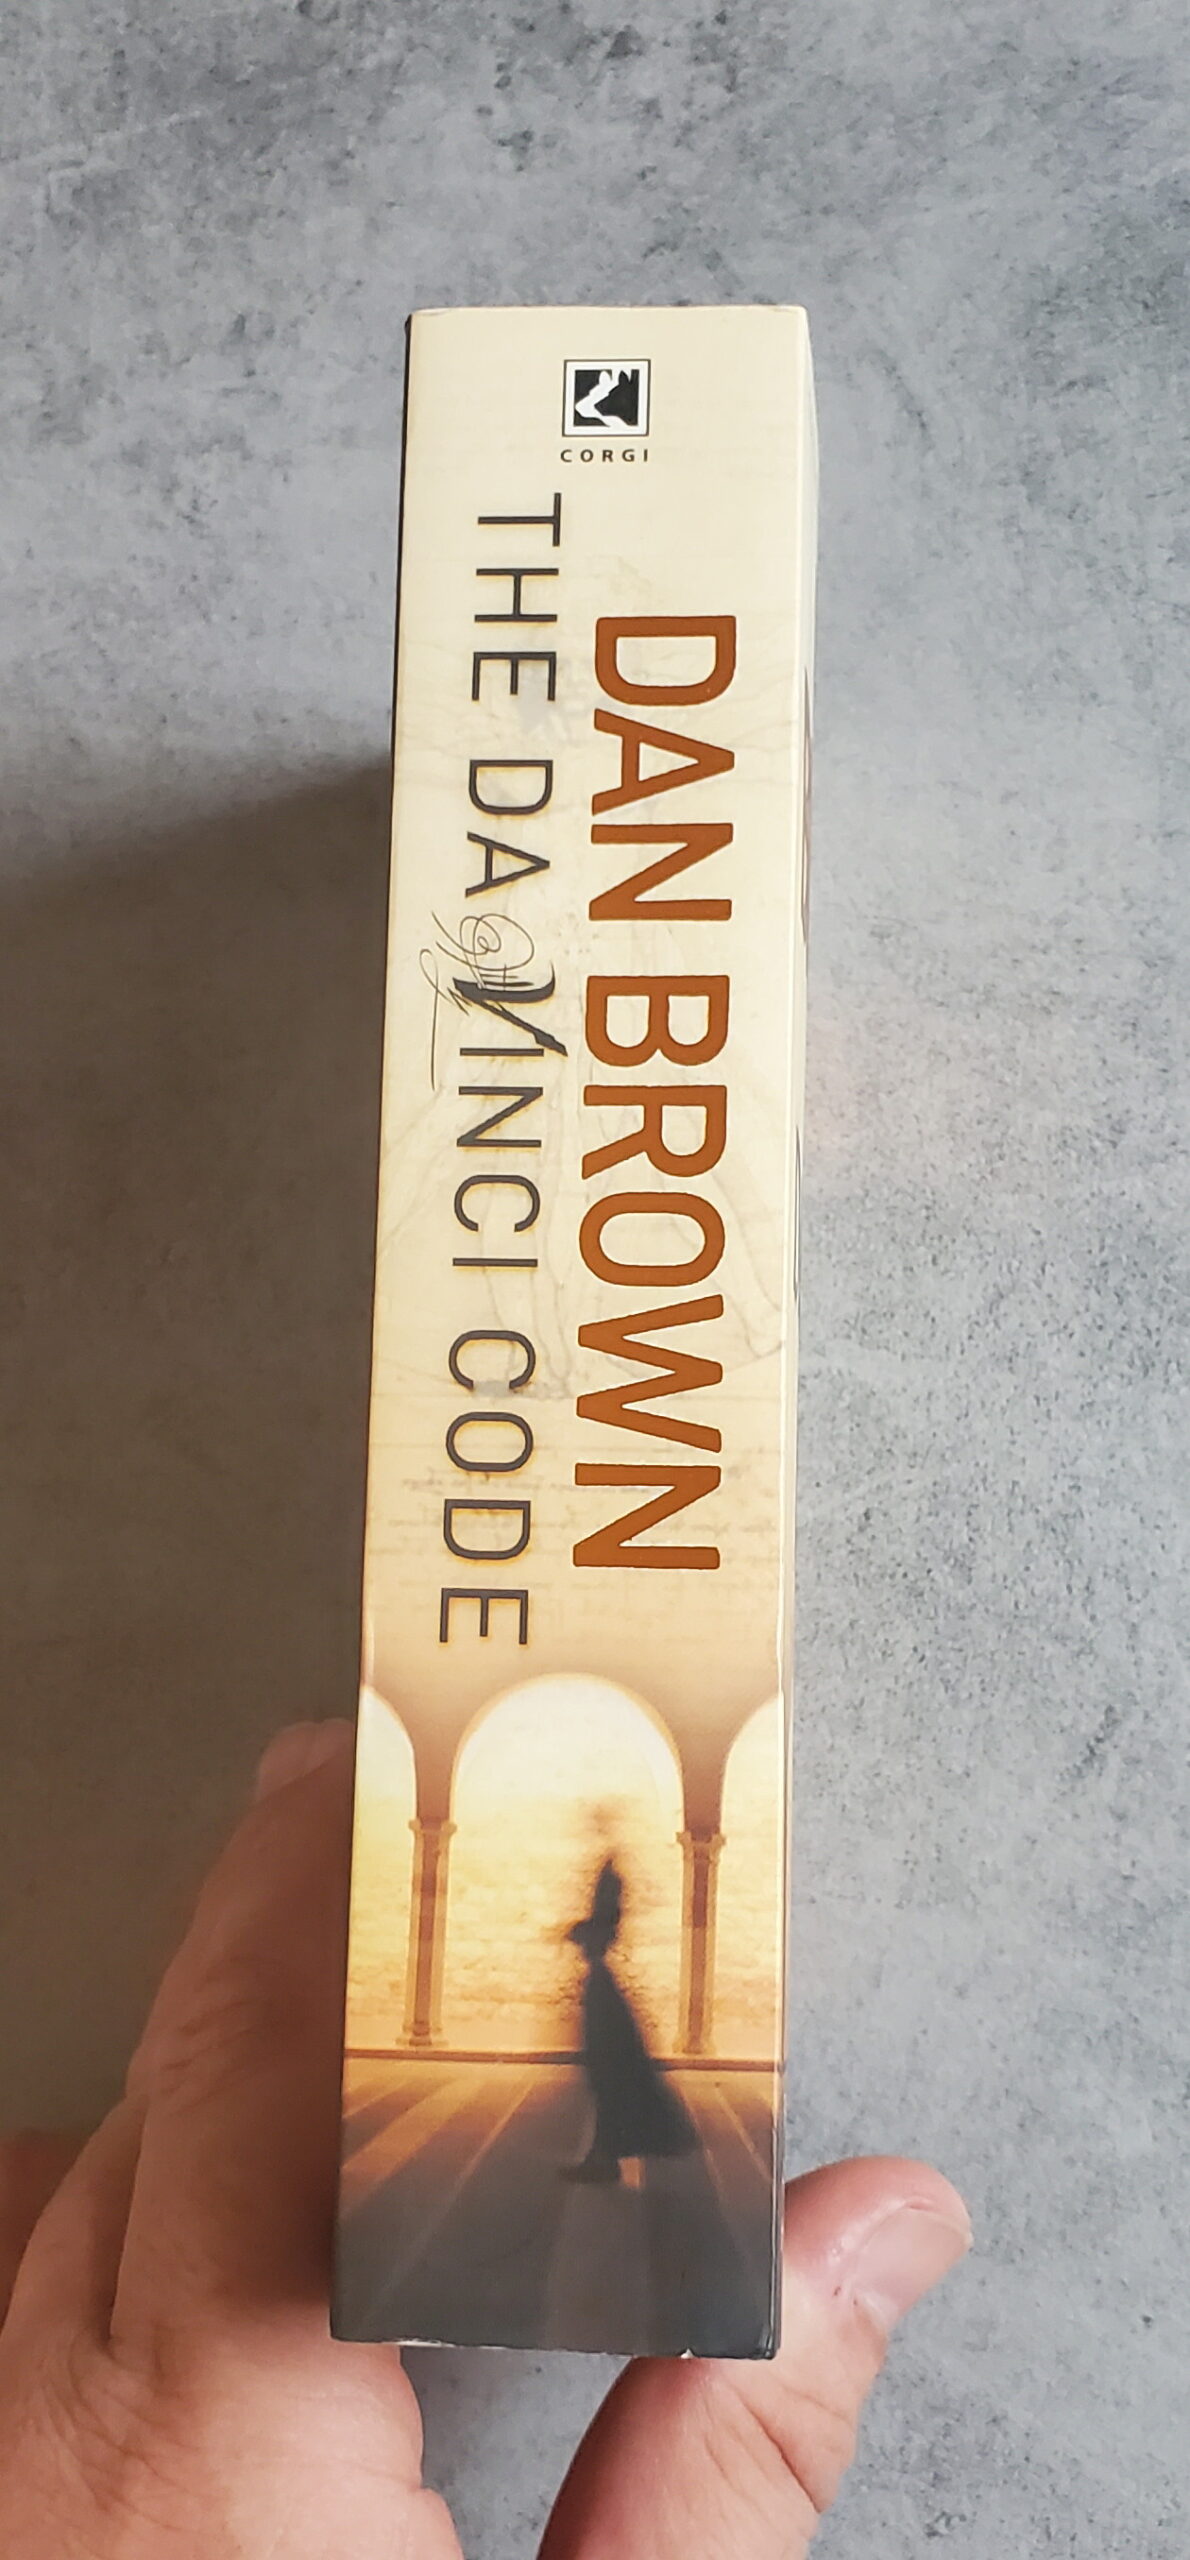 CORGI
DAN BROWN
THE DA VINCI CODE